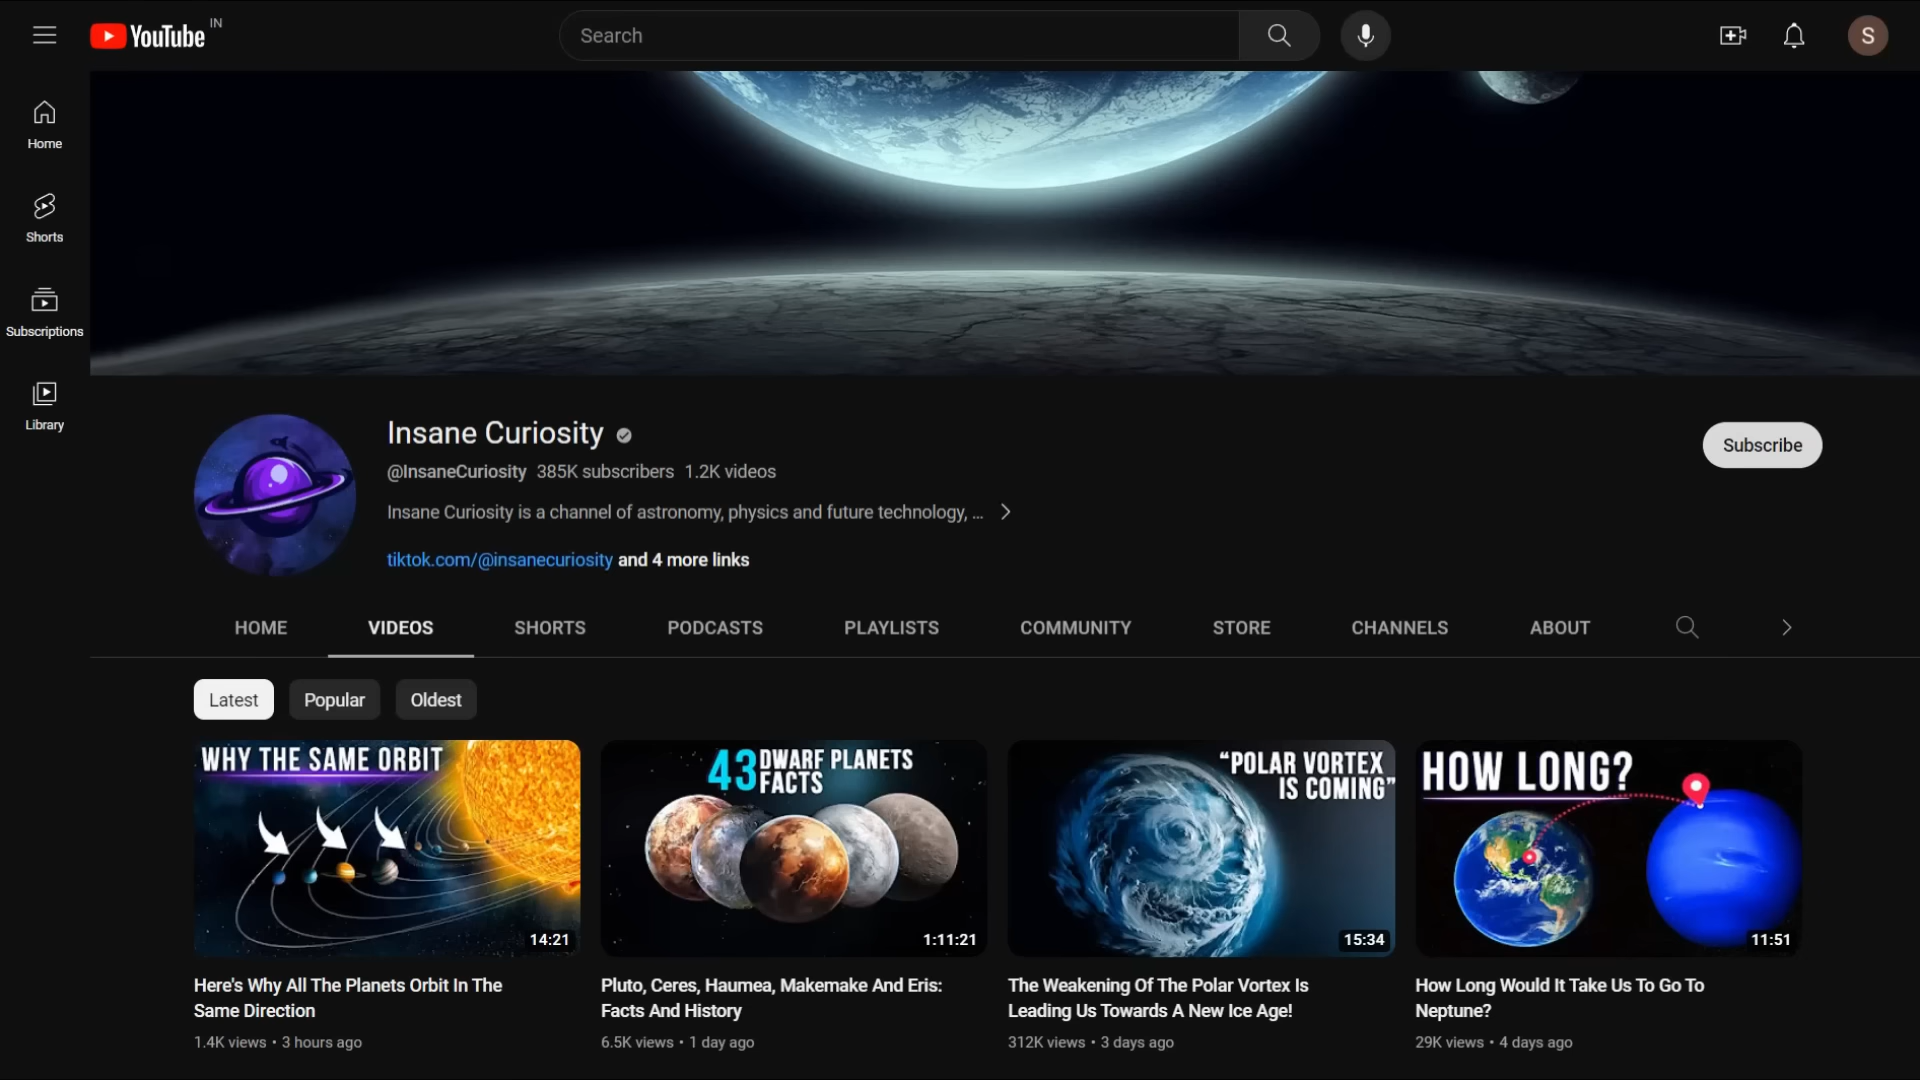 YouTube IN
Search
S
Home
Shorts
Subscriptions
Library
Insane Curiosity
@InsaneCuriosity 385K subscribers 1.2K videos
Insane Curiosity is a channel of astronomy, physics and future technology, ...
tiktok.com/@insanecuriosity and 4 more links
Subscribe
HOME VIDEOS SHORTS PODCASTS PLAYLISTS COMMUNITY STORE CHANNELS ABOUT
Latest Popular Oldest
WHY THE SAME ORBIT
14:21
Here's Why All The Planets Orbit In The
Same Direction
1.4K views • 3 hours ago
43 DWARF PLANETS
FACTS
1:11:21
Pluto, Ceres, Haumea, Makemake And Eris:
Facts And History
6.5K views • 1 day ago
“POLAR VORTEX
IS COMING”
15:34
The Weakening Of The Polar Vortex Is
Leading Us Towards A New Ice Age!
312K views • 3 days ago
HOW LONG?
11:51
How Long Would It Take Us To Go To
Neptune?
29K views • 4 days ago